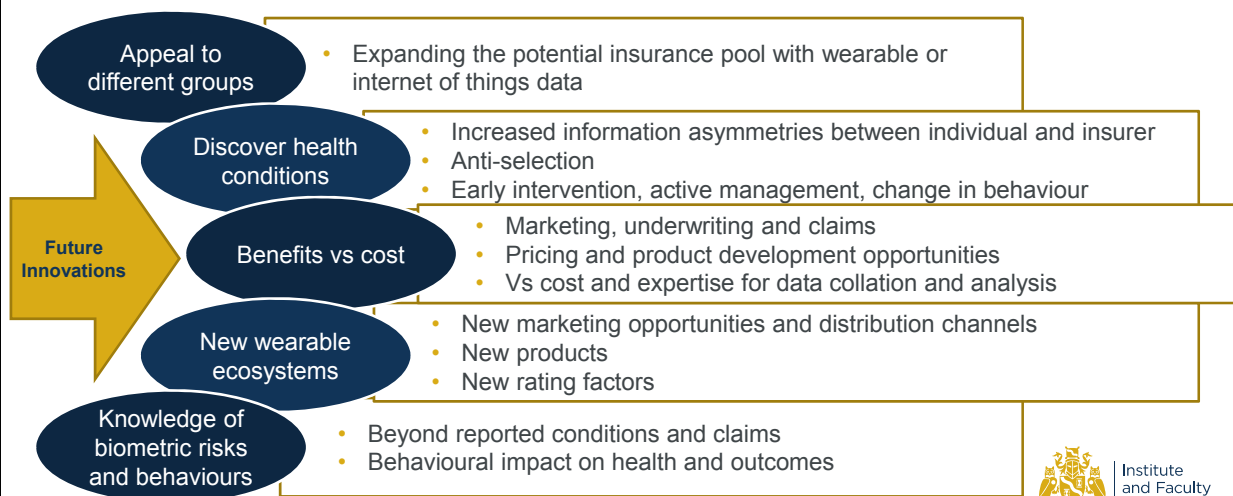 Appeal to
different groups
• Expanding the potential insurance pool with wearable or
internet of things data
Discover health
conditions
• Increased information asymmetries between individual and insurer
• Anti-selection
• Early intervention, active management, change in behaviour
Future
Innovations
Benefits vs cost
• Marketing, underwriting and claims
• Pricing and product development opportunities
• Vs cost and expertise for data collation and analysis
New wearable
ecosystems
• New marketing opportunities and distribution channels
• New products
• New rating factors
Knowledge of
biometric risks
and behaviours
• Beyond reported conditions and claims
• Behavioural impact on health and outcomes
Institute
and Faculty